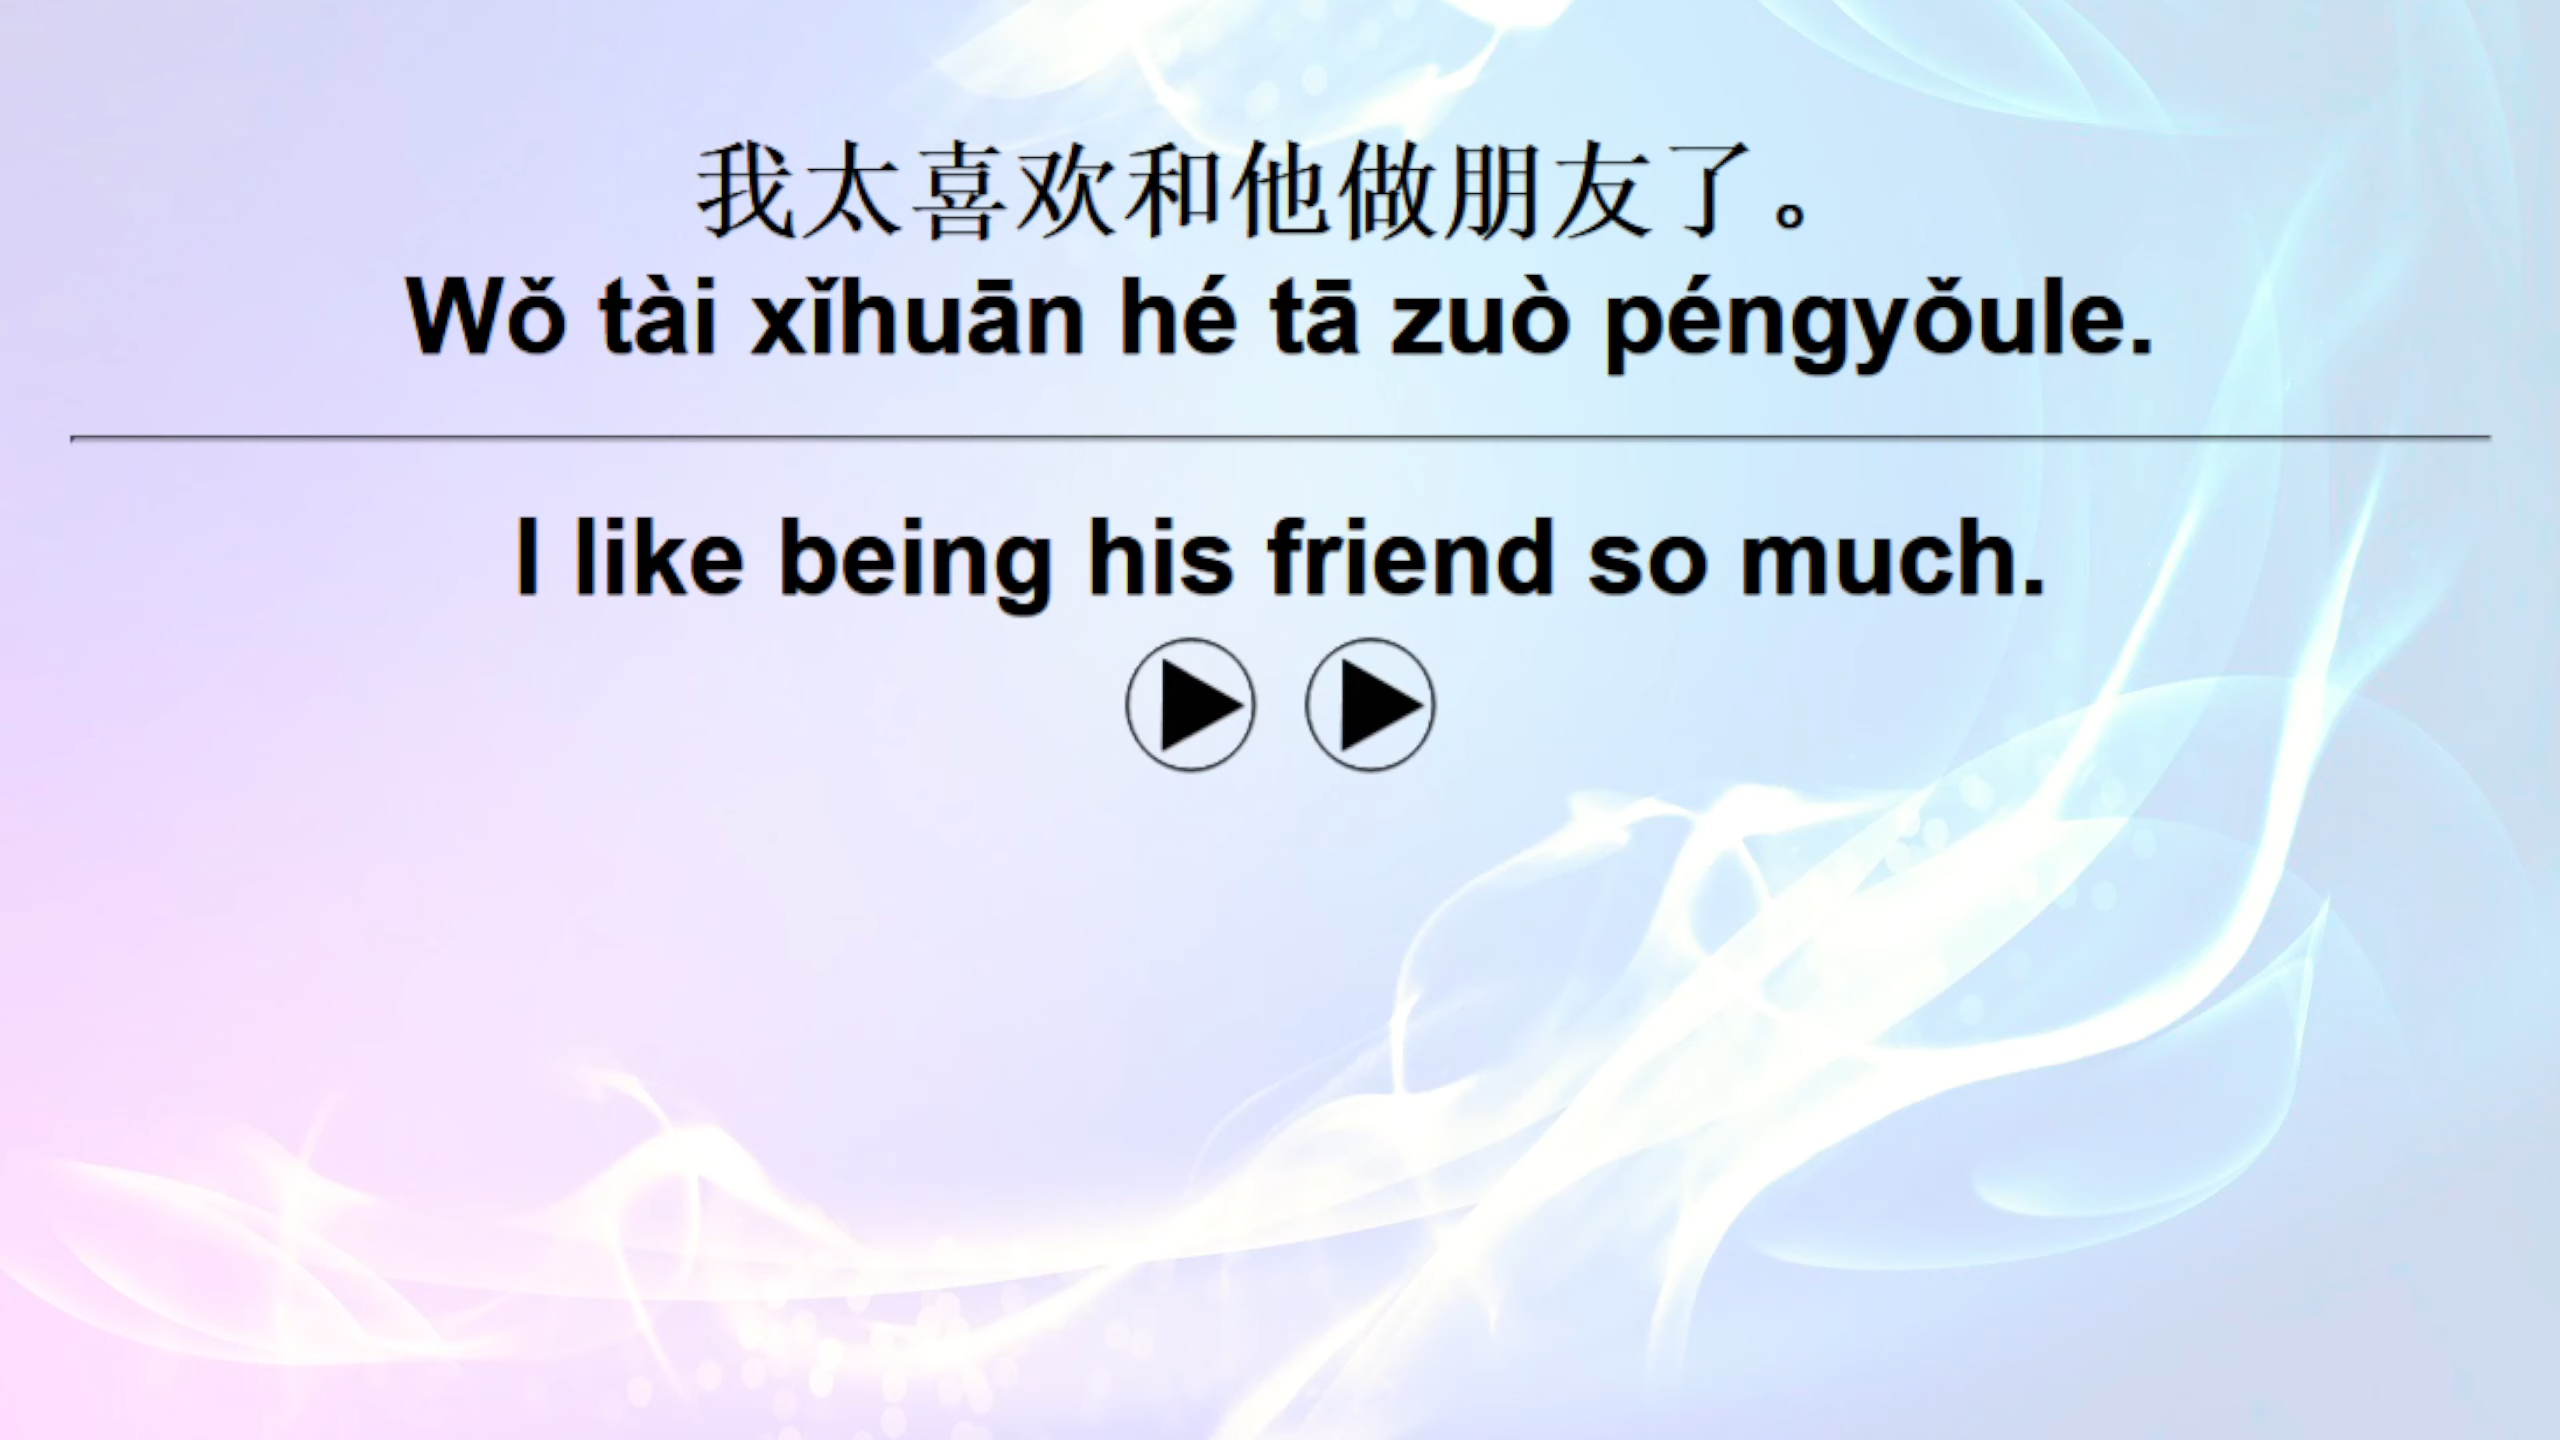 我太喜欢和他做朋友了。
Wǒ tài xǐhuān hé tā zuò péngyǒule.
I like being his friend so much.